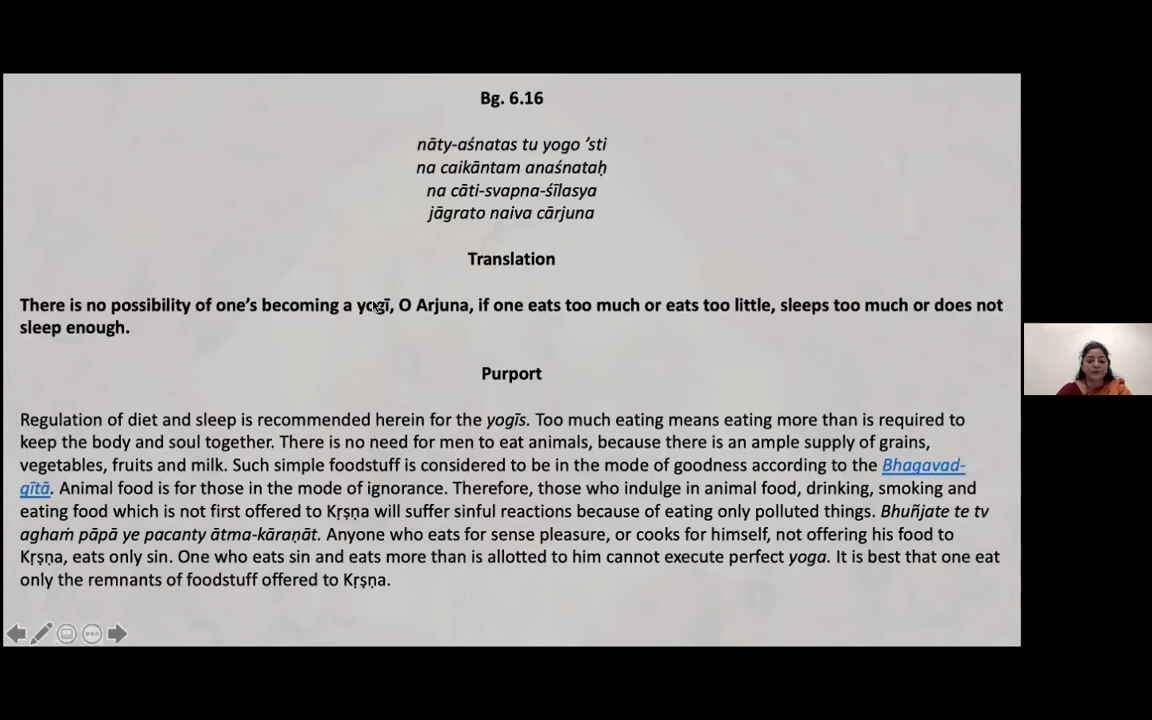 Bg. 6.16
nāty-aśnatas tu yogo ’sti
na caikāntam anaśnataḥ
na cāti-svapna-śīlasya
jāgrato naiva cārjuna
Translation
There is no possibility of one’s becoming a yogī, O Arjuna, if one eats too much or eats too little, sleeps too much or does not
sleep enough.
Purport
Regulation of diet and sleep is recommended herein for the yogīs. Too much eating means eating more than is required to
keep the body and soul together. There is no need for men to eat animals, because there is an ample supply of grains,
vegetables, fruits and milk. Such simple foodstuff is considered to be in the mode of goodness according to the Bhagavad-
gītā. Animal food is for those in the mode of ignorance. Therefore, those who indulge in animal food, drinking, smoking and
eating food which is not first offered to Kṛṣṇa will suffer sinful reactions because of eating only polluted things. Bhuñjate te tv
aghaṁ pāpā ye pacanty ātma-kāraṇāt. Anyone who eats for sense pleasure, or cooks for himself, not offering his food to
Kṛṣṇa, eats only sin. One who eats sin and eats more than is allotted to him cannot execute perfect yoga. It is best that one eat
only the remnants of foodstuff offered to Kṛṣṇa.